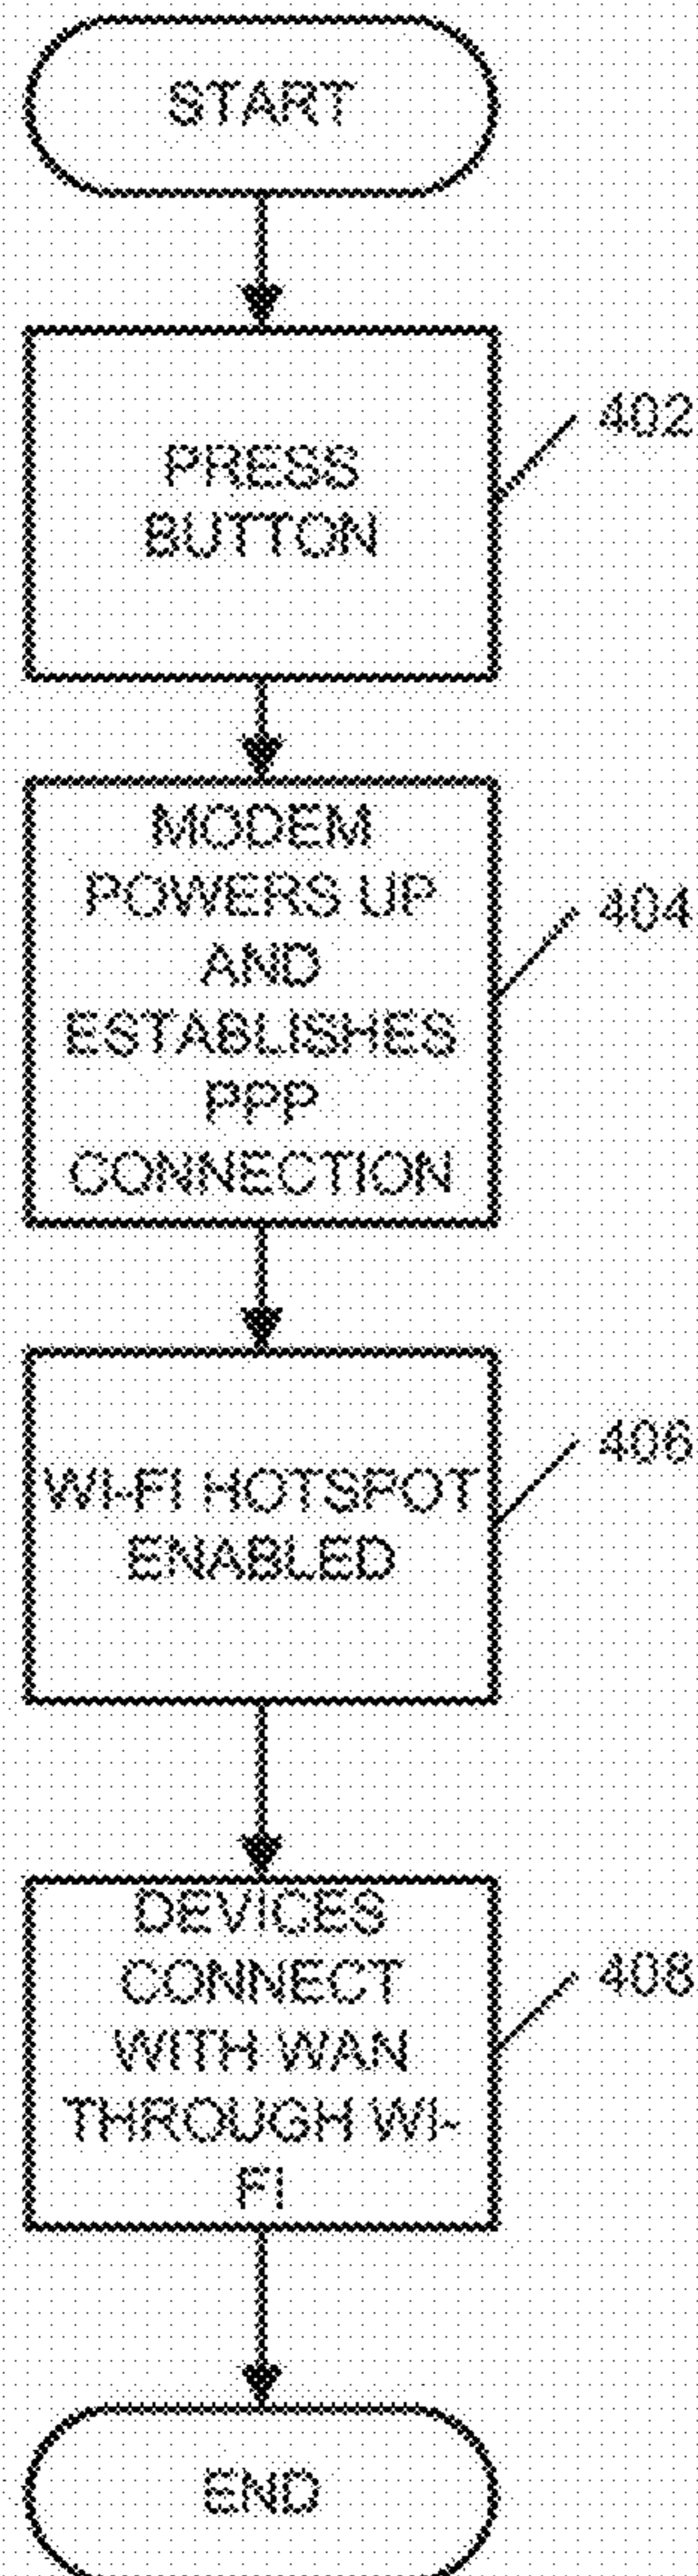 START
PRESS
BUTTON
402
MODEM
POWERS UP
AND
ESTABLISHES
PPP
CONNECTION
404
WI-FI HOTSPOT
ENABLED
406
DEVICES
CONNECT
WITH WAN
THROUGH WI-
FI
408
END